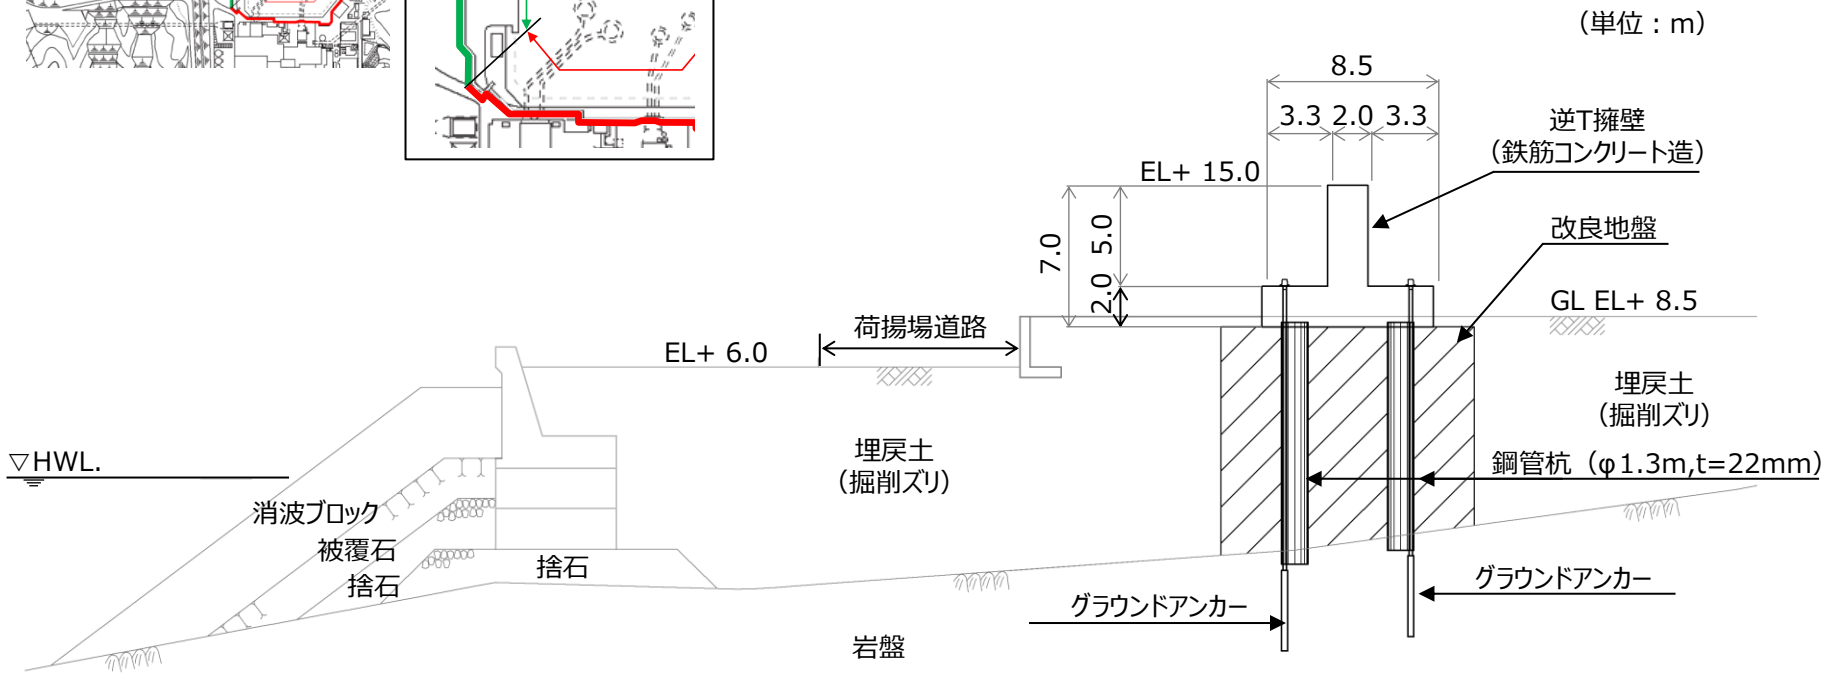 （単位：m）
8.5
3.3
2.0
3.3
逆T擁壁
（鉄筋コンクリート造）
EL+ 15.0
改良地盤
7.0
5.0
2.0
GL EL+ 8.5
荷揚場道路
EL+ 6.0
埋戻土
（掘削ズリ）
埋戻土
（掘削ズリ）
▽HWL.
鋼管杭（φ1.3m,t=22mm）
消波ブロック
被覆石
捨石
捨石
グラウンドアンカー
グラウンドアンカー
岩盤